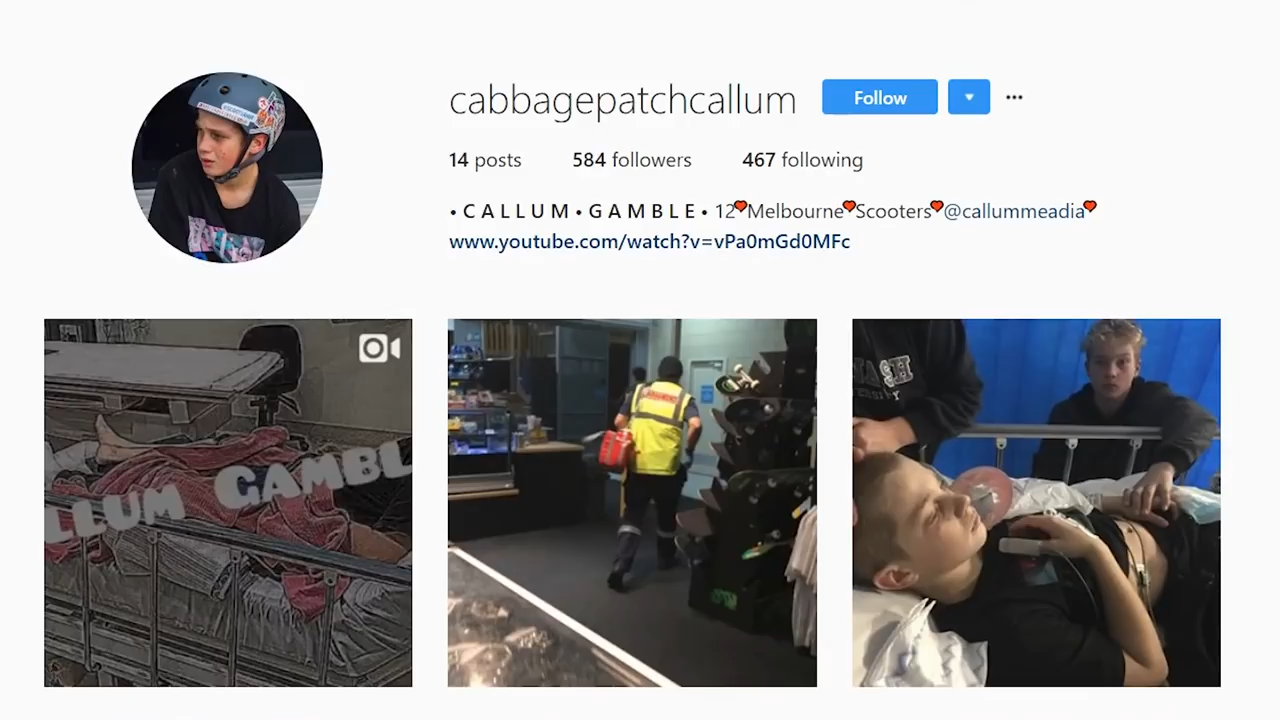 cabbagepatchcallum Follow
14 posts 584 followers 467 following
• C A L L U M • G A M B L E • 12❤Melbourne❤Scooters❤@callummeadia❤
www.youtube.com/watch?v=vPa0mGd0MFc
LLUM GAMBL